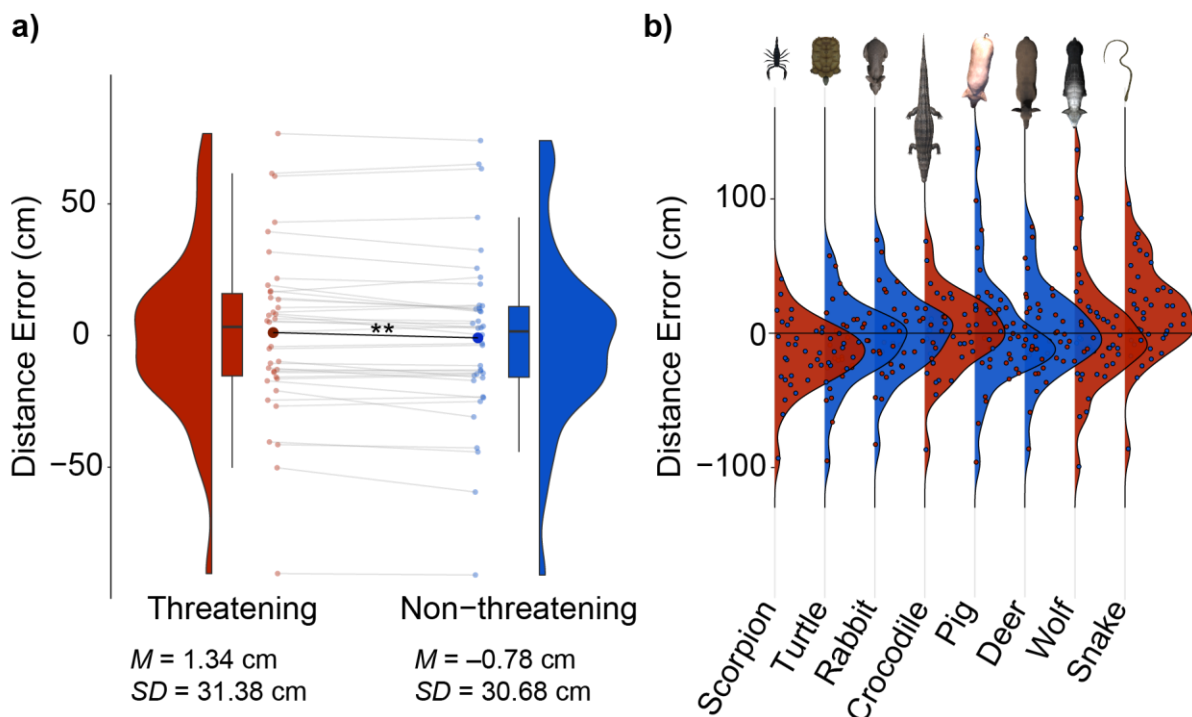 a)
Distance Error (cm)
50
0
−50
**
Threatening
Non−threatening
M = 1.34 cm
SD = 31.38 cm
M = –0.78 cm
SD = 30.68 cm
b)
Distance Error (cm)
100
0
−100
Scorpion
Turtle
Rabbit
Crocodile
Pig
Deer
Wolf
Snake